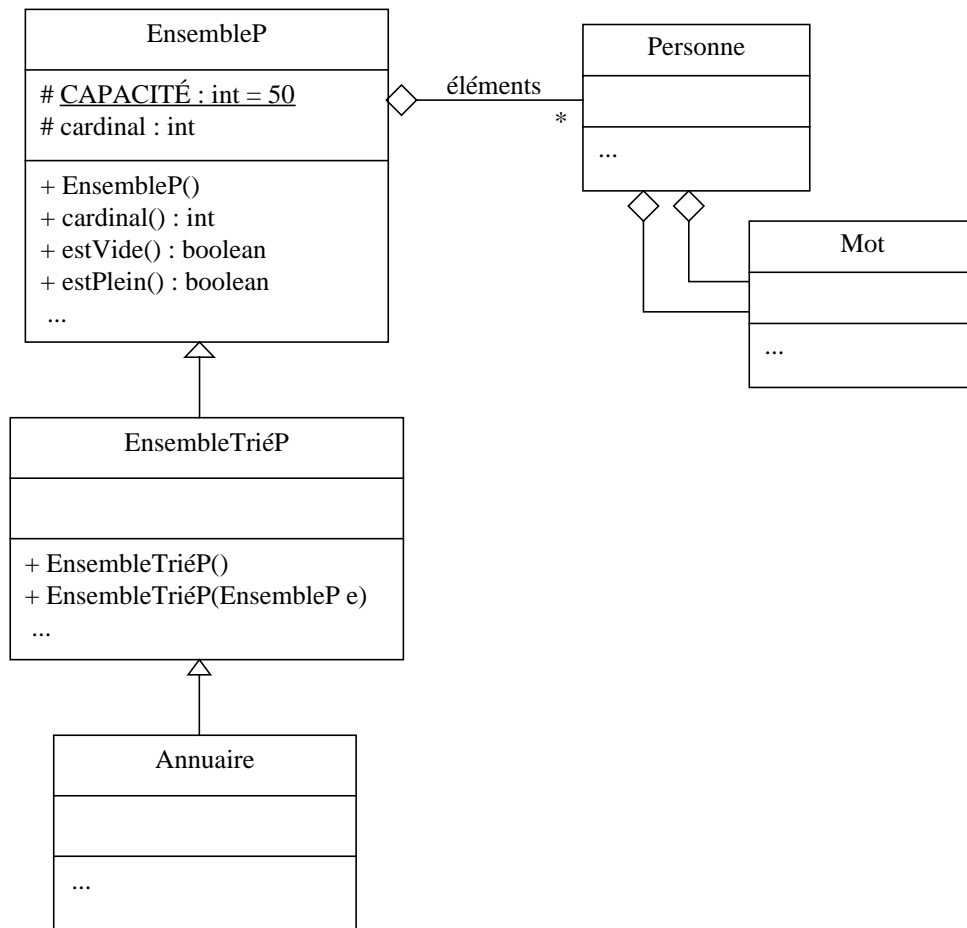 EnsembleP
# CAPACITÉ : int = 50
# cardinal : int
+ EnsembleP()
+ cardinal() : int
+ estVide() : boolean
+ estPlein() : boolean
...
éléments
*
Personne
...
Mot
...
EnsembleTriéP
+ EnsembleTriéP()
+ EnsembleTriéP(EnsembleP e)
...
Annuaire
...